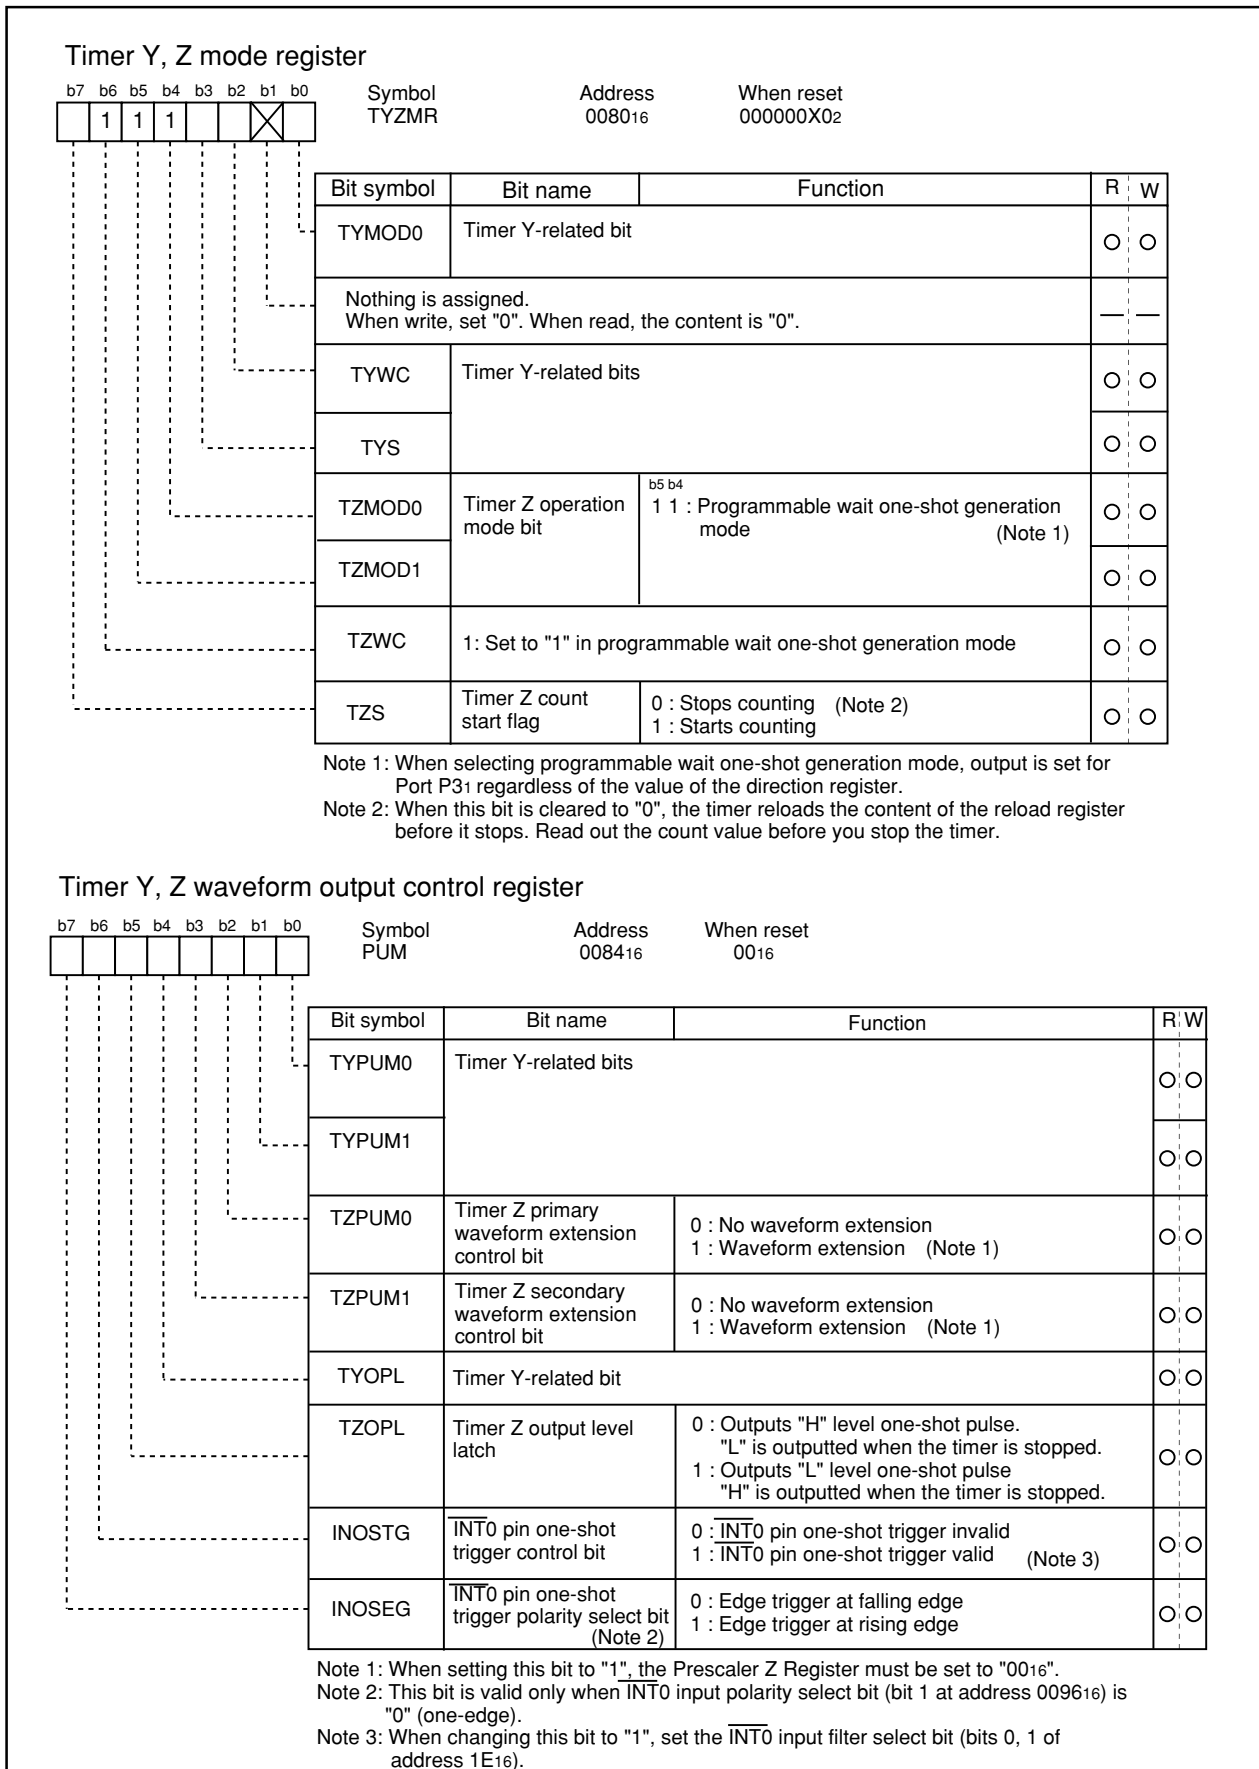 Timer Y, Z mode register
b7 b6 b5 b4 b3 b2 b1 b0
Symbol Address When reset
TYZMR 008016 000000X02
1 1 1
Bit symbol Bit name Function R W
TYMOD0 Timer Y-related bit
Nothing is assigned.
When write, set "0". When read, the content is "0".
TYWC Timer Y-related bits
TYS
TZMOD0 Timer Z operation mode bit
b5 b4
1 1 : Programmable wait one-shot generation
mode (Note 1)
TZMOD1
TZWC 1: Set to "1" in programmable wait one-shot generation mode
TZS Timer Z count start flag
0 : Stops counting (Note 2)
1 : Starts counting
Note 1: When selecting programmable wait one-shot generation mode, output is set for
Port P31 regardless of the value of the direction register.
Note 2: When this bit is cleared to "0", the timer reloads the content of the reload register
before it stops. Read out the count value before you stop the timer.
Timer Y, Z waveform output control register
b7 b6 b5 b4 b3 b2 b1 b0
Symbol Address When reset
PUM 008416 0016
Bit symbol Bit name Function R W
TYPUM0 Timer Y-related bits
TYPUM1
TZPUM0 Timer Z primary
waveform extension
control bit
0 : No waveform extension
1 : Waveform extension (Note 1)
TZPUM1 Timer Z secondary
waveform extension
control bit
0 : No waveform extension
1 : Waveform extension (Note 1)
TYOPL Timer Y-related bit
TZOPL Timer Z output level
latch
0 : Outputs "H" level one-shot pulse.
"L" is outputted when the timer is stopped.
1 : Outputs "L" level one-shot pulse
"H" is outputted when the timer is stopped.
INOSTG INT0 pin one-shot
trigger control bit
0 : INT0 pin one-shot trigger invalid
1 : INT0 pin one-shot trigger valid (Note 3)
INOSEG INT0 pin one-shot
trigger polarity select bit
(Note 2)
0 : Edge trigger at falling edge
1 : Edge trigger at rising edge
Note 1: When setting this bit to "1", the Prescaler Z Register must be set to "0016".
Note 2: This bit is valid only when INT0 input polarity select bit (bit 1 at address 009616) is
"0" (one-edge).
Note 3: When changing this bit to "1", set the INT0 input filter select bit (bits 0, 1 of
address 1E16).